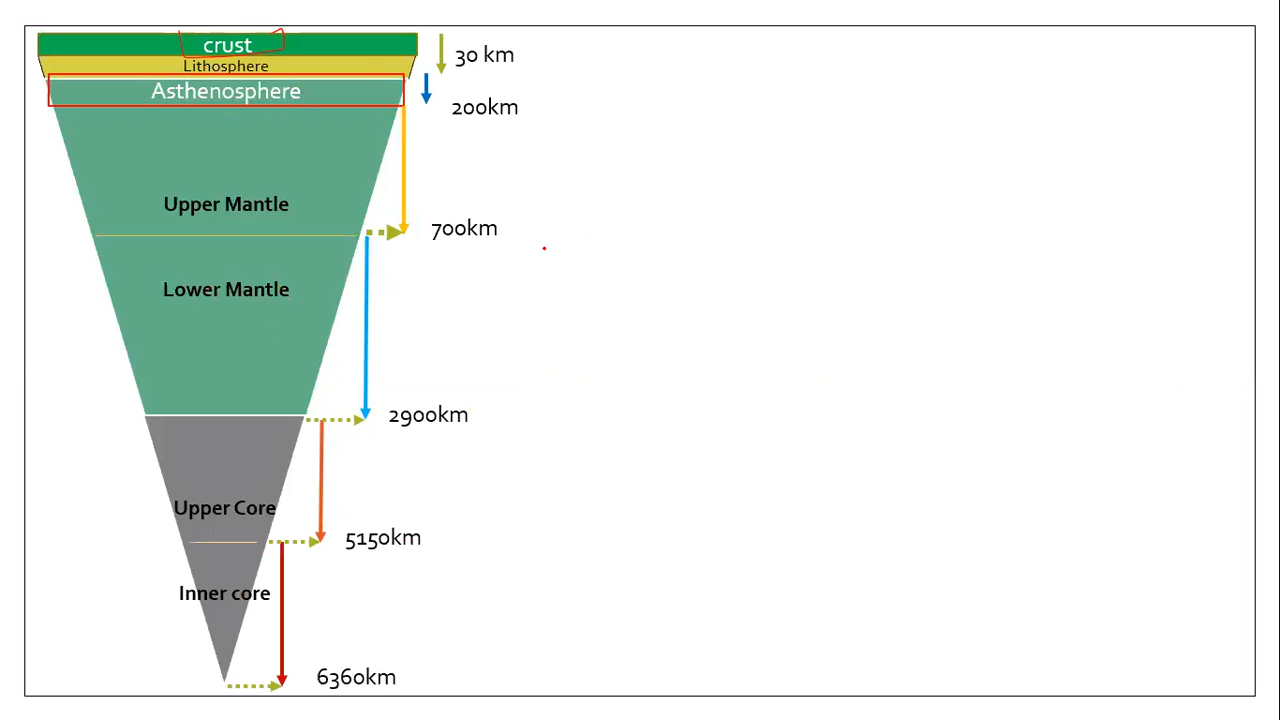 crust
30 km
Lithosphere
Asthenosphere
200km
Upper Mantle
700km
Lower Mantle
2900km
Upper Core
5150km
Inner core
6360km